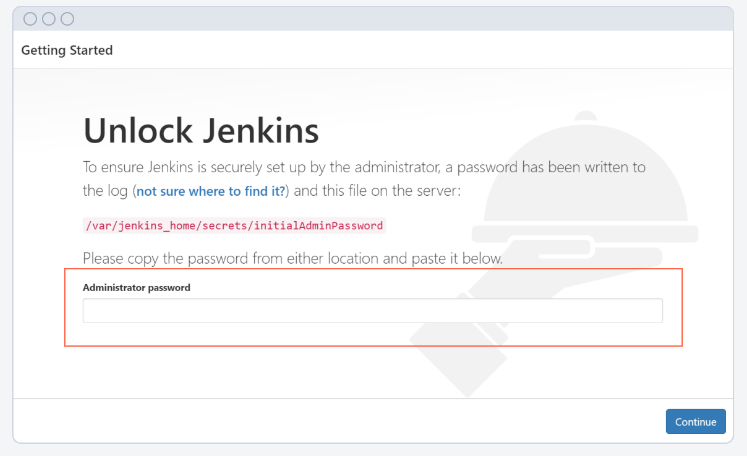 Getting Started
Unlock Jenkins
To ensure Jenkins is securely set up by the administrator, a password has been written to
the log (not sure where to find it?) and this file on the server:
/var/jenkins_home/secrets/initialAdminPassword
Please copy the password from either location and paste it below.
Administrator password
Continue